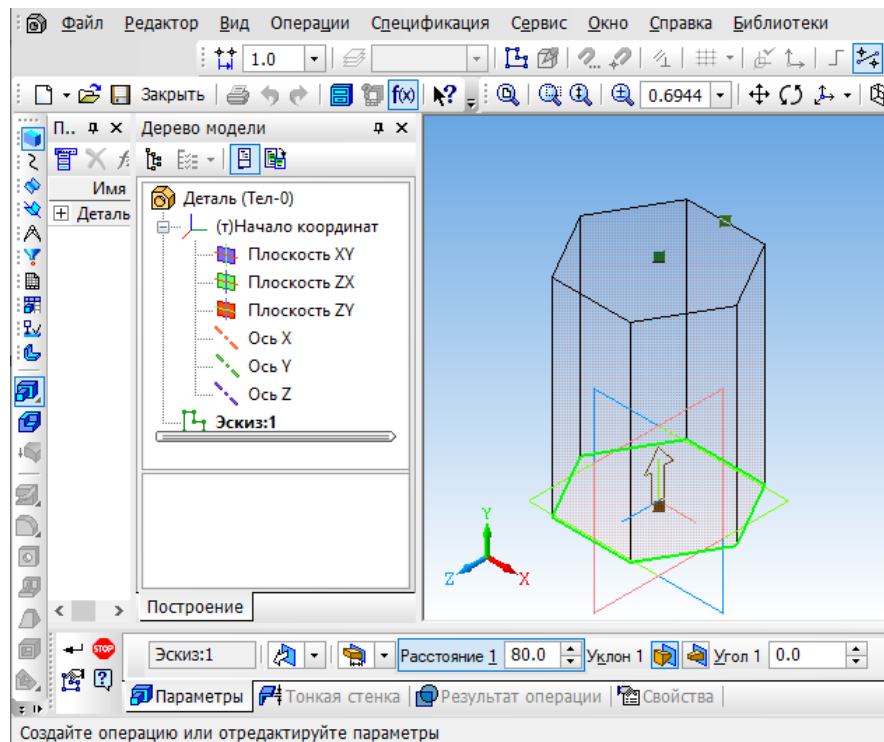 Файл Редактор Вид Операции Спецификация Сервис Окно Справка Библиотеки
1.0
Закрыть f(x) 0.6944
П.. Дерево модели
Имя
Деталь
Деталь (Тел-0)
(т)Начало координат
Плоскость XY
Плоскость ZX
Плоскость ZY
Ось X
Ось Y
Ось Z
Эскиз:1
Y
Z X
Построение
STOP Эскиз:1 Расстояние 1 80.0 Уклон 1 Угол 1 0.0
Параметры Тонкая стенка Результат операции Свойства
Создайте операцию или отредактируйте параметры